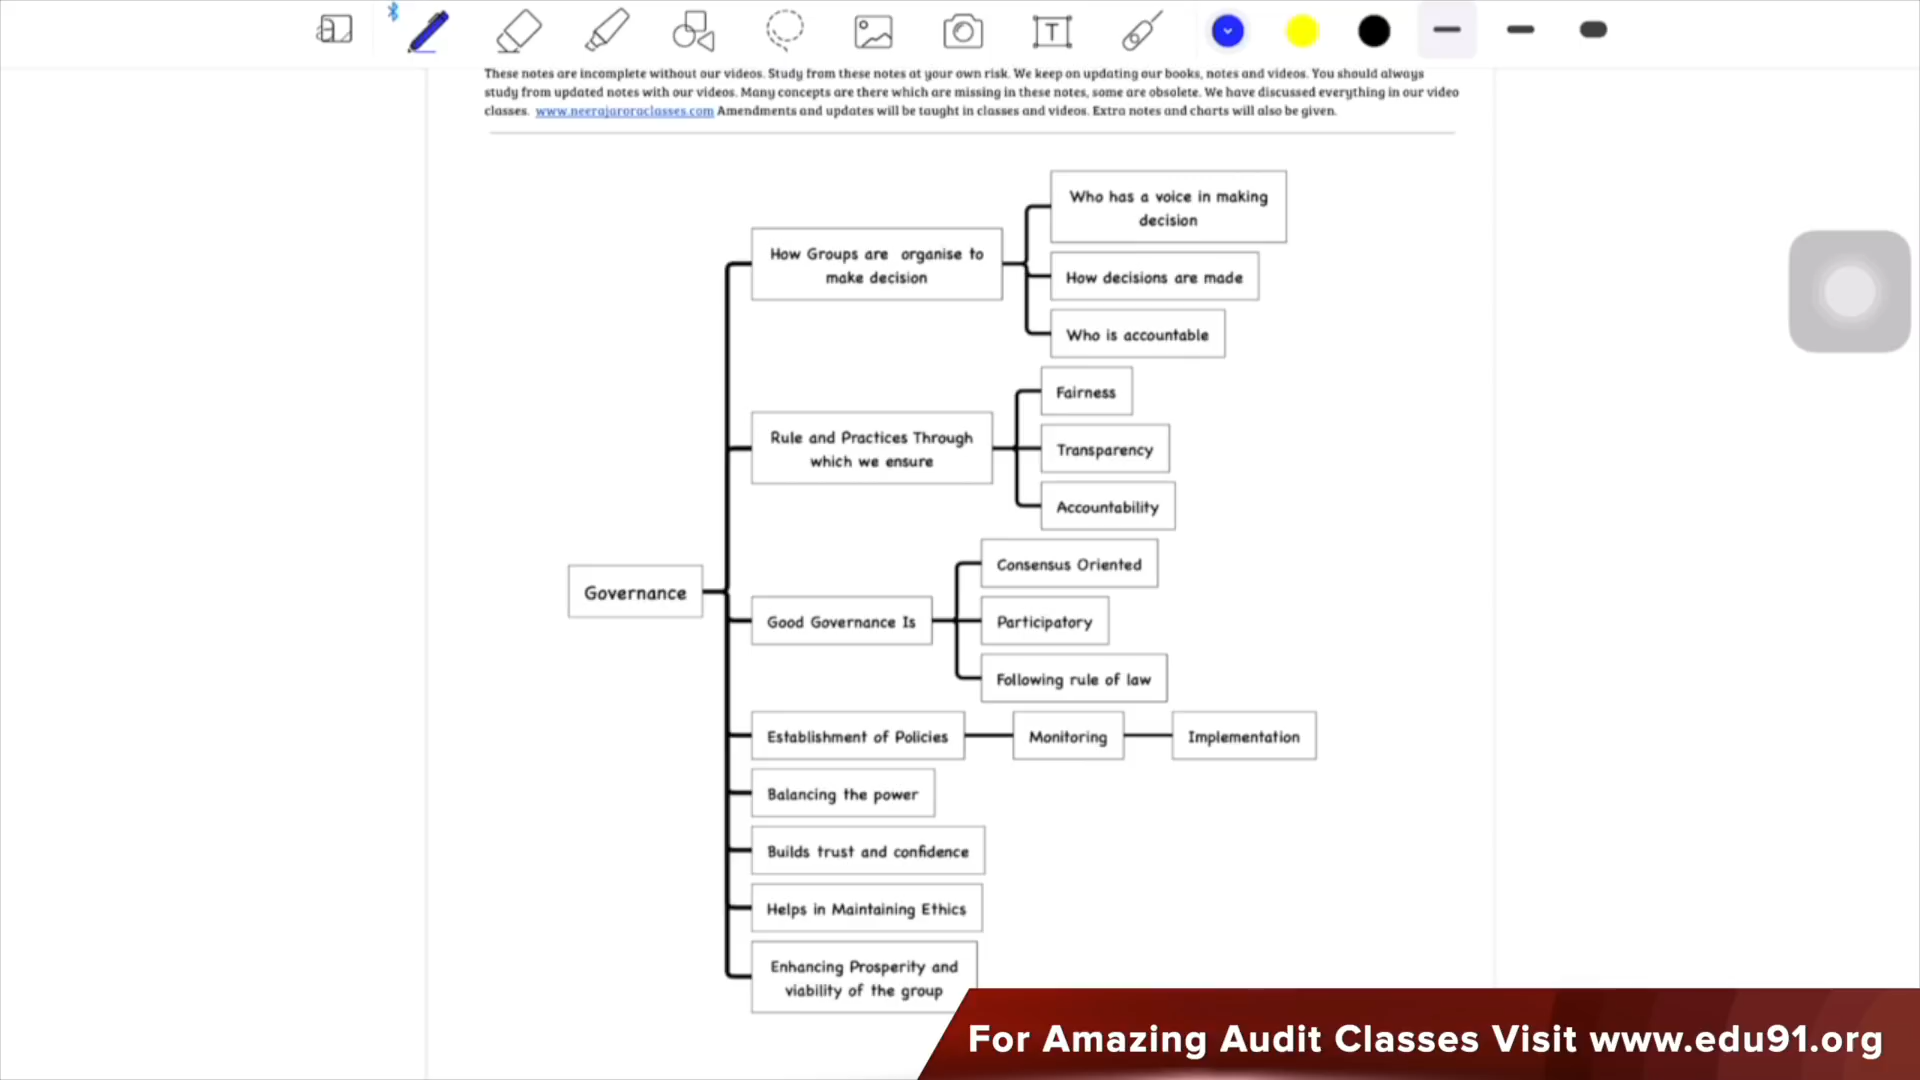 These notes are incomplete without our videos. Study from these notes at your own risk. We keep on updating our books, notes and videos. You should always
study from updated notes with our videos. Many concepts are there which are missing in these notes, some are obsolete. We have discussed everything in our video
classes. www.neerajaroraclasses.com Amendments and updates will be taught in classes and videos. Extra notes and charts will also be given.
Governance
How Groups are organise to
make decision
Who has a voice in making
decision
How decisions are made
Who is accountable
Rule and Practices Through
which we ensure
Fairness
Transparency
Accountability
Good Governance Is
Consensus Oriented
Participatory
Following rule of law
Establishment of Policies
Monitoring
Implementation
Balancing the power
Builds trust and confidence
Helps in Maintaining Ethics
Enhancing Prosperity and
viability of the group
For Amazing Audit Classes Visit www.edu91.org